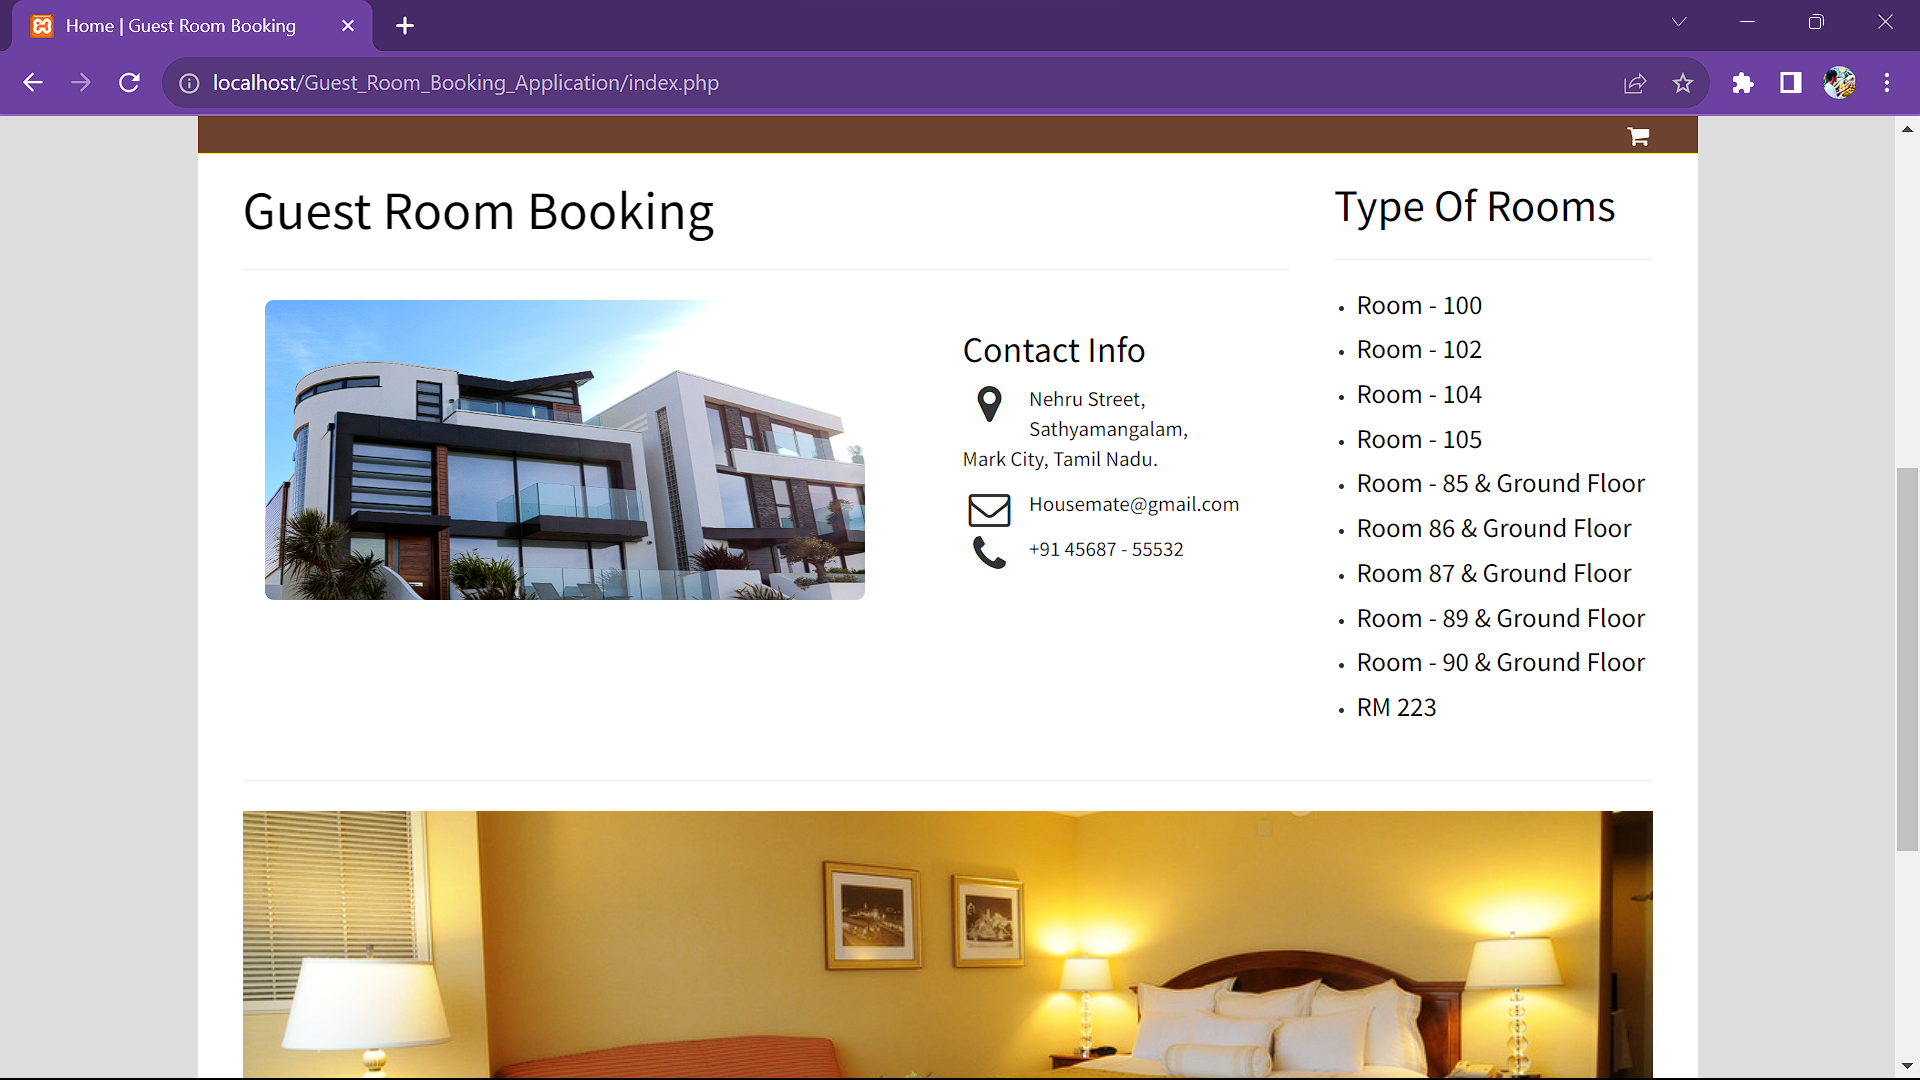 Home | Guest Room Booking
localhost/Guest_Room_Booking_Application/index.php
Guest Room Booking
Contact Info
Nehru Street,
Sathyamangalam,
Mark City, Tamil Nadu.
Housemate@gmail.com
+91 45687 - 55532
Type Of Rooms
Room - 100
Room - 102
Room - 104
Room - 105
Room - 85 & Ground Floor
Room 86 & Ground Floor
Room 87 & Ground Floor
Room - 89 & Ground Floor
Room - 90 & Ground Floor
RM 223